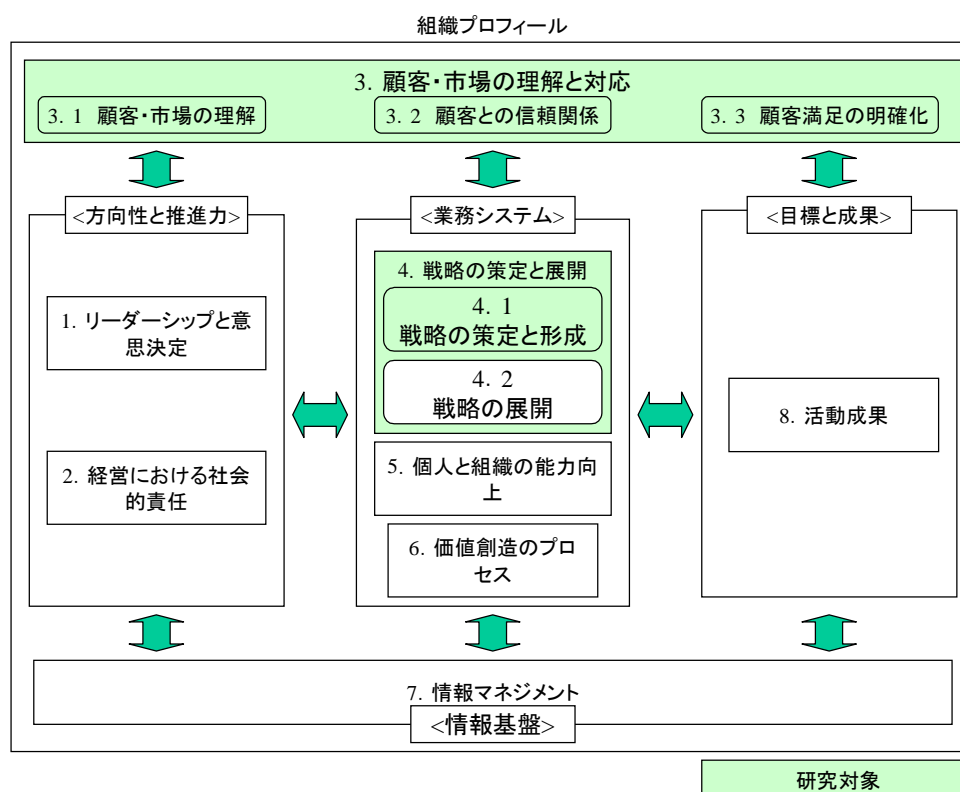 組織プロフィール
3. 顧客・市場の理解と対応
3. 1 顧客・市場の理解
3. 2 顧客との信頼関係
3. 3 顧客満足の明確化
<方向性と推進力>
1. リーダーシップと意
思決定
2. 経営における社会
的責任
<業務システム>
4. 戦略の策定と展開
4. 1
戦略の策定と形成
4. 2
戦略の展開
5. 個人と組織の能力向
上
6. 価値創造のプロ
セス
<目標と成果>
8. 活動成果
7. 情報マネジメント
<情報基盤>
研究対象